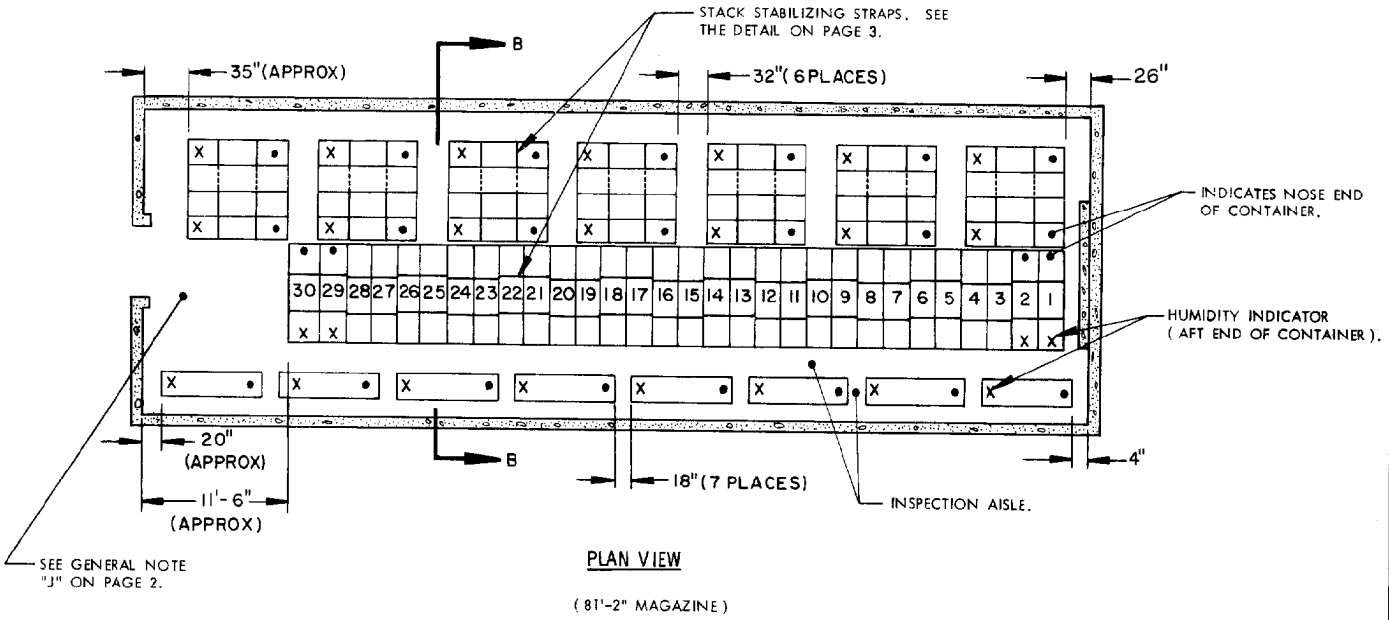 STACK STABILIZING STRAPS. SEE
THE DETAIL ON PAGE 3.
B
35"(APPROX)
32"(6 PLACES)
26"
X X X X X X X
INDICATES NOSE END
OF CONTAINER.
X X X X X X X
30 29 28 27 26 25 24 23 22 21 20 19 18 17 16 15 14 13 12 11 10 9 8 7 6 5 4 3 2 1
HUMIDITY INDICATOR
(AFT END OF CONTAINER).
X X X X
X X X X X X X X
20"
(APPROX)
B
4"
18"(7 PLACES)
11'-6"
(APPROX)
INSPECTION AISLE.
SEE GENERAL NOTE
"J" ON PAGE 2.
PLAN VIEW
(81'-2" MAGAZINE)